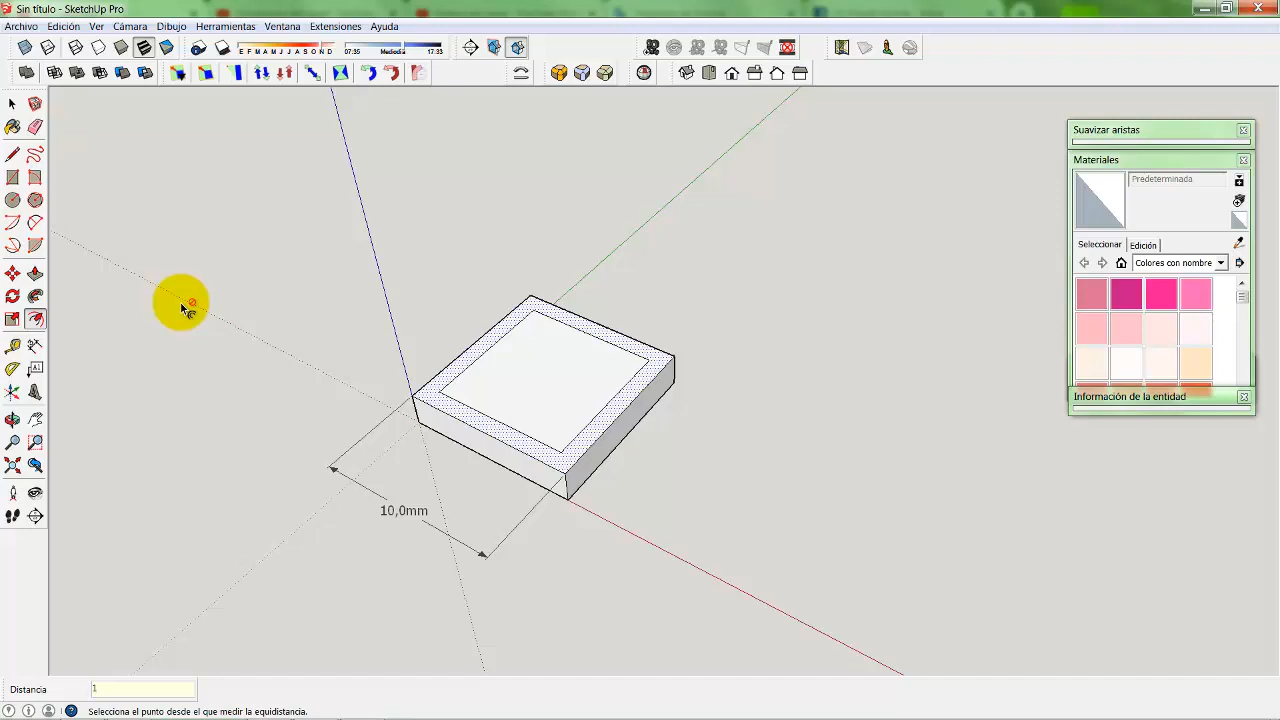 Sin título - SketchUp Pro
Archivo Edición Ver Cámara Dibujo Herramientas Ventana Extensiones Ayuda
E F M A M J J A S O N D
07:35 Mediodía 17:33
Suavizar aristas
Materiales
Predeterminada
Seleccionar Edición
Colores con nombre
Información de la entidad
10,0mm
Distancia 1
Selecciona el punto desde el que medir la equidistancia.